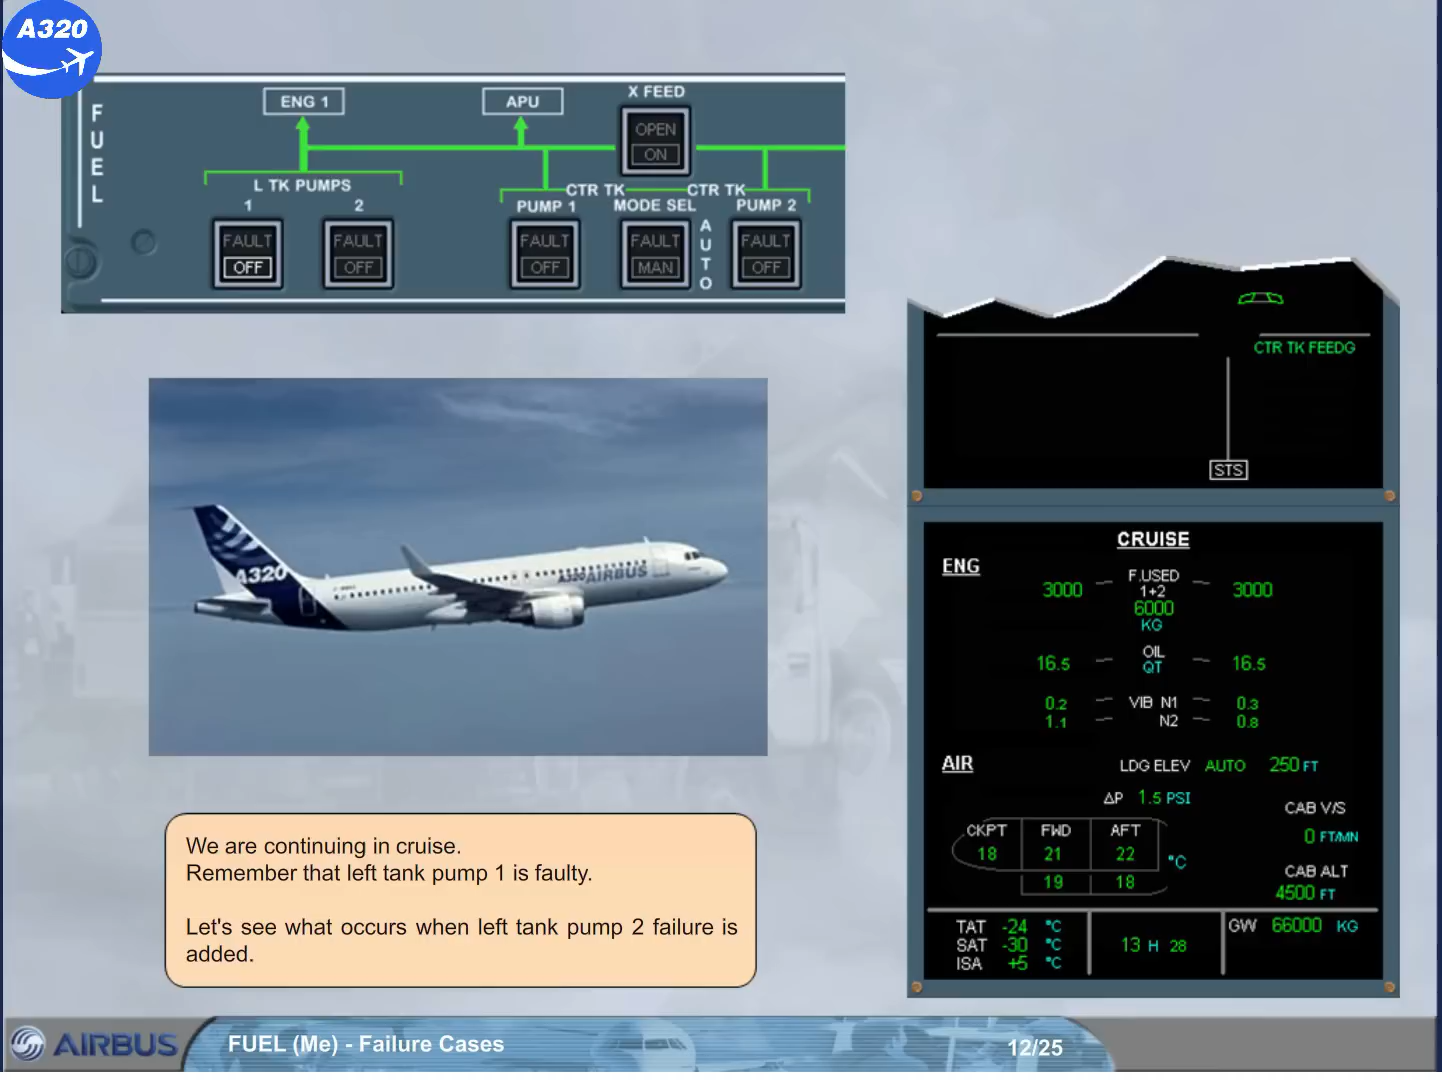 A320
FUEL
ENG 1
APU
X FEED
OPEN
ON
L TK PUMPS
1 2
CTR TK CTR TK
PUMP 1 MODE SEL PUMP 2
AUTO
FAULT FAULT FAULT FAULT FAULT
OFF OFF OFF MAN OFF
CTR TK FEEDG
STS
A320
A320 AIRBUS
CRUISE
ENG
3000 F.USED 3000
1+2
6000
KG
16.5 OIL 16.5
QT
0.2 VIB N1 0.3
1.1 N2 0.8
AIR
LDG ELEV AUTO 250 FT
ΔP 1.5 PSI
CAB V/S
0 FT/MN
CKPT FWD AFT
18 21 22 °C
19 18
CAB ALT
4500 FT
TAT -24 °C
SAT -30 °C
ISA +5 °C
13 H 28
GW 66000 KG
We are continuing in cruise.
Remember that left tank pump 1 is faulty.
Let's see what occurs when left tank pump 2 failure is
added.
AIRBUS
FUEL (Me) - Failure Cases
12/25